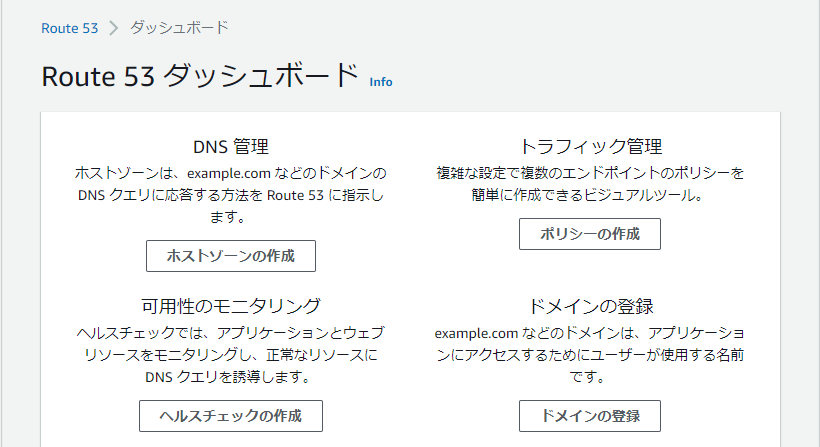 Route 53 > ダッシュボード
Route 53 ダッシュボード Info
DNS 管理
ホストゾーンは、example.com などのドメインの
DNS クエリに応答する方法を Route 53 に指示し
ます。
ホストゾーンの作成
トラフィック管理
複雑な設定で複数のエンドポイントのポリシーを
簡単に作成できるビジュアルツール。
ポリシーの作成
可用性のモニタリング
ヘルスチェックでは、アプリケーションとウェブ
リソースをモニタリングし、正常なリソースに
DNS クエリを誘導します。
ヘルスチェックの作成
ドメインの登録
example.com などのドメインは、アプリケーショ
ンにアクセスするためにユーザーが使用する名前
です。
ドメインの登録